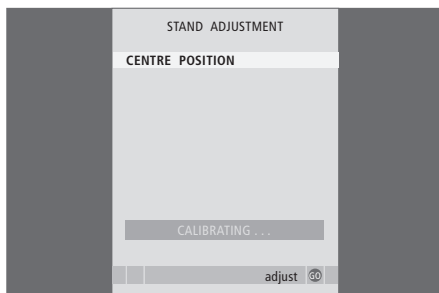 STAND ADJUSTMENT
CENTRE POSITION
CALIBRATING . . .
adjust GO